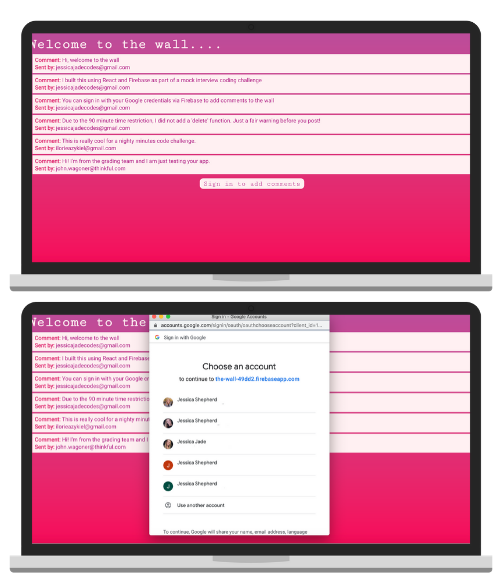 Welcome to the wall....
Comment: Hi, welcome to the wall
Sent by: jessicajadecodes@gmail.com
Comment: I built this using React and Firebase as part of a mock interview coding challenge
Sent by: jessicajadecodes@gmail.com
Comment: You can sign in with your Google credentials via Firebase to add comments to the wall
Sent by: jessicajadecodes@gmail.com
Comment: Due to the 90 minute time restriction, I did not add a 'delete' function. Just a fair warning before you post!
Sent by: jessicajadecodes@gmail.com
Comment: This is really cool for a nighty minutes code challenge.
Sent by: ilorieazykiel@gmail.com
Comment: Hi! I'm from the grading team and I am just testing your app.
Sent by: john.wagoner@thinkful.com
Sign in to add comments
Welcome to the
Sign in - Google Accounts
accounts.google.com/signin/oauth/oauthchooseaccount?client_id=1...
Sign in with Google
Comment: Hi, welcome to the wall
Sent by: jessicajadecodes@gmail.com
Comment: I built this using React and Firebase
Sent by: jessicajadecodes@gmail.com
Comment: You can sign in with your Google cr
Sent by: jessicajadecodes@gmail.com
Comment: Due to the 90 minute time restrictio
Sent by: jessicajadecodes@gmail.com
Comment: This is really cool for a nighty minut
Sent by: ilorieazykiel@gmail.com
Comment: Hi! I'm from the grading team and I
Sent by: john.wagoner@thinkful.com
Choose an account
to continue to the-wall-49dd2.firebaseapp.com
Jessica Shepherd
Jessica Shepherd
Jessica Jade
Jessica Shepherd
Jessica Shepherd
Use another account
To continue, Google will share your name, email address, language